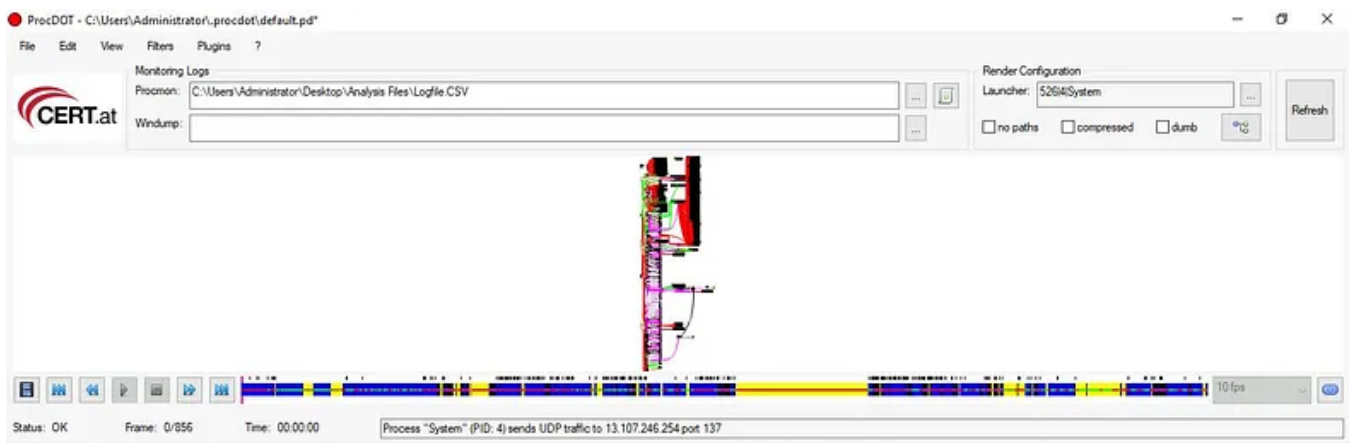 ProcDOT - C:\Users\Administrator\.procdot\default.pd*
File Edit View Filters Plugins ?
CERT.at
Monitoring Logs
Procmon: C:\Users\Administrator\Desktop\Analysis Files\Logfile.CSV ...
Windump: ...
Render Configuration
Launcher: 526|4|System ...
no paths compressed dumb
Refresh
10 fps
Status: OK Frame: 0/856 Time: 00:00:00 Process "System" (PID: 4) sends UDP traffic to 13.107.246.254 port 137